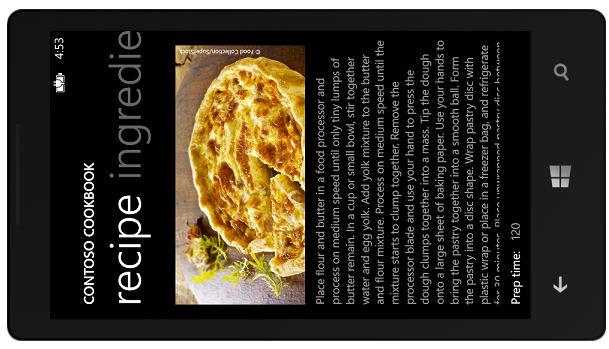 4:53
CONTOSO COOKBOOK
recipe ingredie
© Food Collection/SuperStock
Place flour and butter in a food processor and
process on medium speed until only tiny lumps of
butter remain. In a cup or small bowl, stir together
water and egg yolk. Add yolk mixture to the butter
and flour mixture. Process on medium speed until the
mixture starts to clump together. Remove the
processor blade and use your hand to press the
dough clumps together into a mass. Tip the dough
onto a large sheet of baking paper. Use your hands to
bring the pastry together into a smooth ball. Form
the pastry into a disc shape. Wrap pastry disc with
plastic wrap or place in a freezer bag, and refrigerate
for 30 minutes. Place unwrapped pastry disc between
Prep time: 120